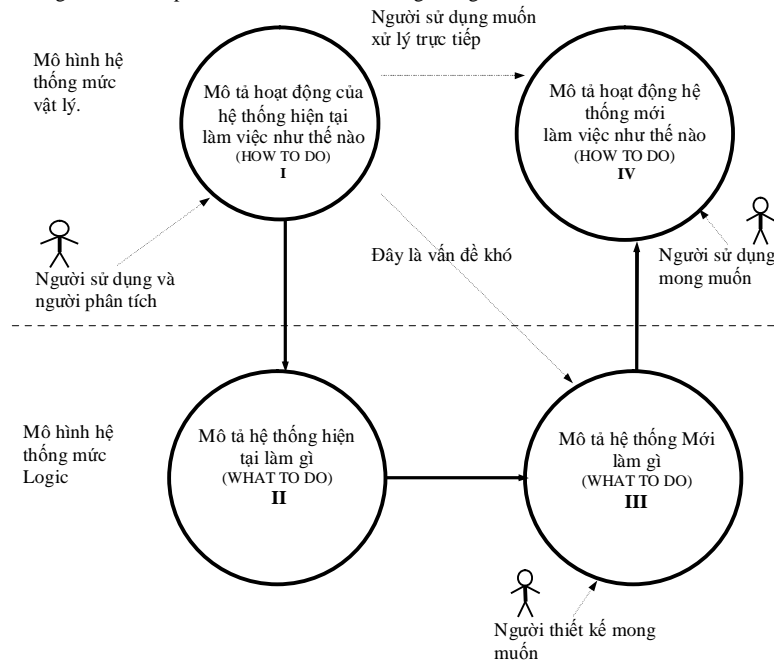 Người sử dụng muốn
xử lý trực tiếp
Mô hình hệ
thống mức
vật lý.
Mô tả hoạt động của
hệ thống hiện tại
làm việc như thế nào
(HOW TO DO)
I
Mô tả hoạt động hệ
thống mới
làm việc như thế nào
(HOW TO DO)
IV
Người sử dụng và
người phân tích
Đây là vấn đề khó
Người sử dụng
mong muốn
Mô hình hệ
thống mức
Logic
Mô tả hệ thống hiện
tại làm gì
(WHAT TO DO)
II
Mô tả hệ thống Mới
làm gì
(WHAT TO DO)
III
Người thiết kế mong
muốn